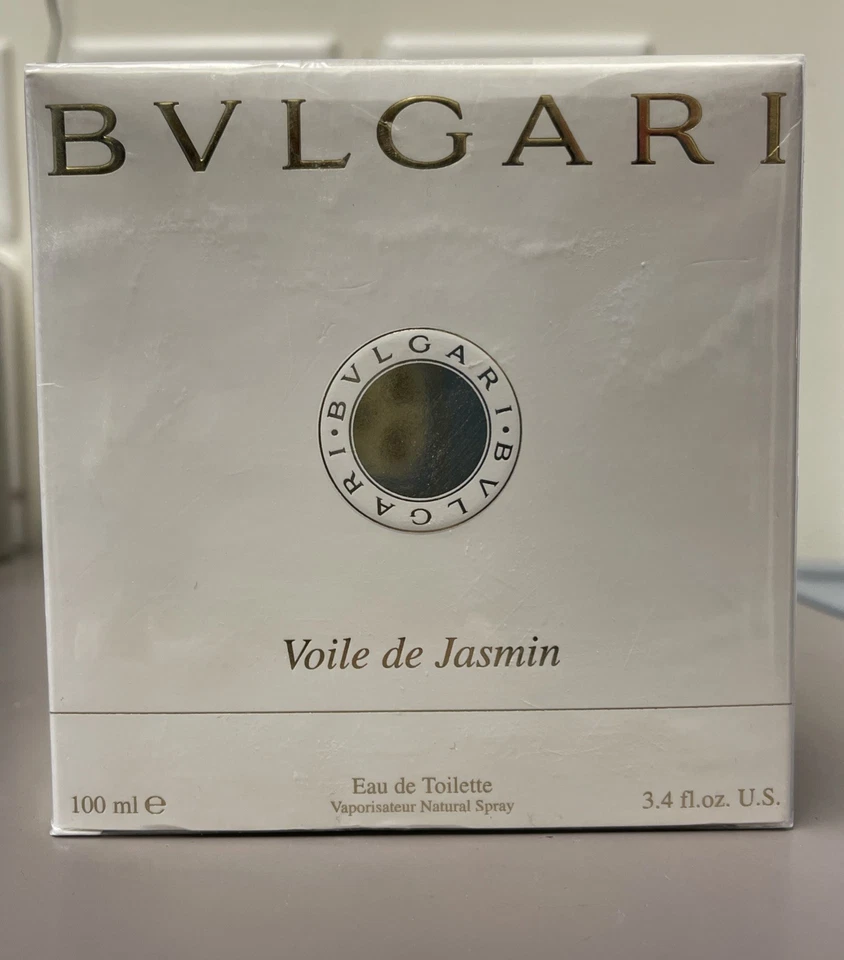 BVLGARI
BVLGARI • BVLGARI •
Voile de Jasmin
Eau de Toilette
Vaporisateur Natural Spray
100 ml ℮
3.4 fl.oz. U.S.